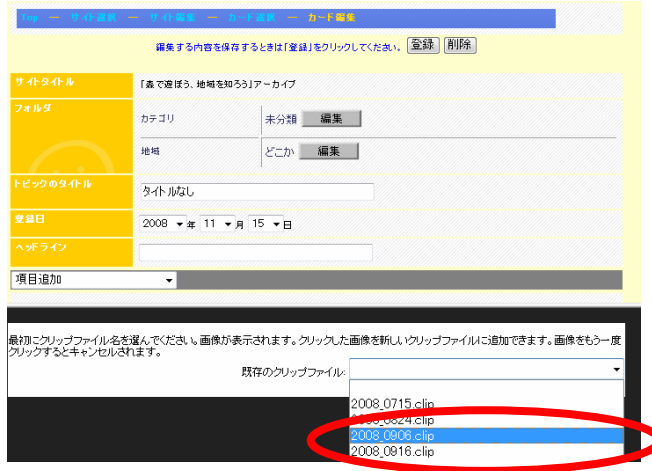 Top － サイト選択 － サイト編集 － カード選択 － カード編集
編集する内容を保存するときは「登録」をクリックしてください。 登録 削除
サイトタイトル 「森で遊ぼう、地域を知ろう」アーカイブ
フォルダ
カテゴリ 未分類 編集
地域 どこか 編集
トピックのタイトル タイトルなし
登録日 2008 年 11 月 15 日
ヘッドライン
項目追加
最初にクリップファイル名を選んでください。画像が表示されます。クリックした画像を新しいクリップファイルに追加できます。画像をもう一度
クリックするとキャンセルされます。
既存のクリップファイル:
2008_0715.clip
2008_0824.clip
2008_0906.clip
2008_0916.clip